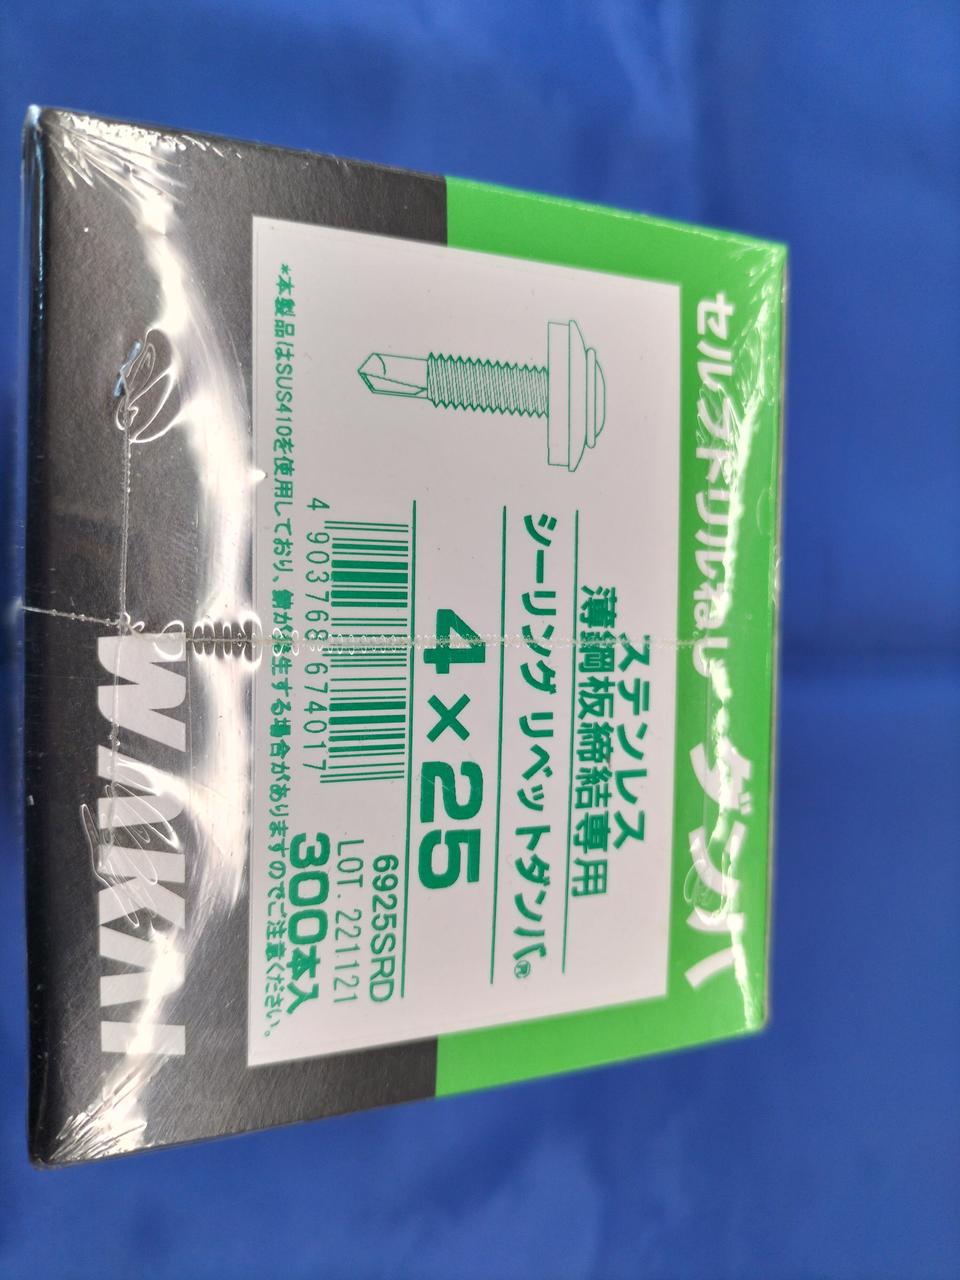 セルフドリルねじ・ダンバ
ステンレス
薄鋼板締結専用
シーリング リベットダンバ®
4×25
4 903768 674017
6925SRD
LOT. 221121
300本入
*本製品はSUS410を使用しており、錆が発生する場合がありますのでご注意ください。
WAKAI